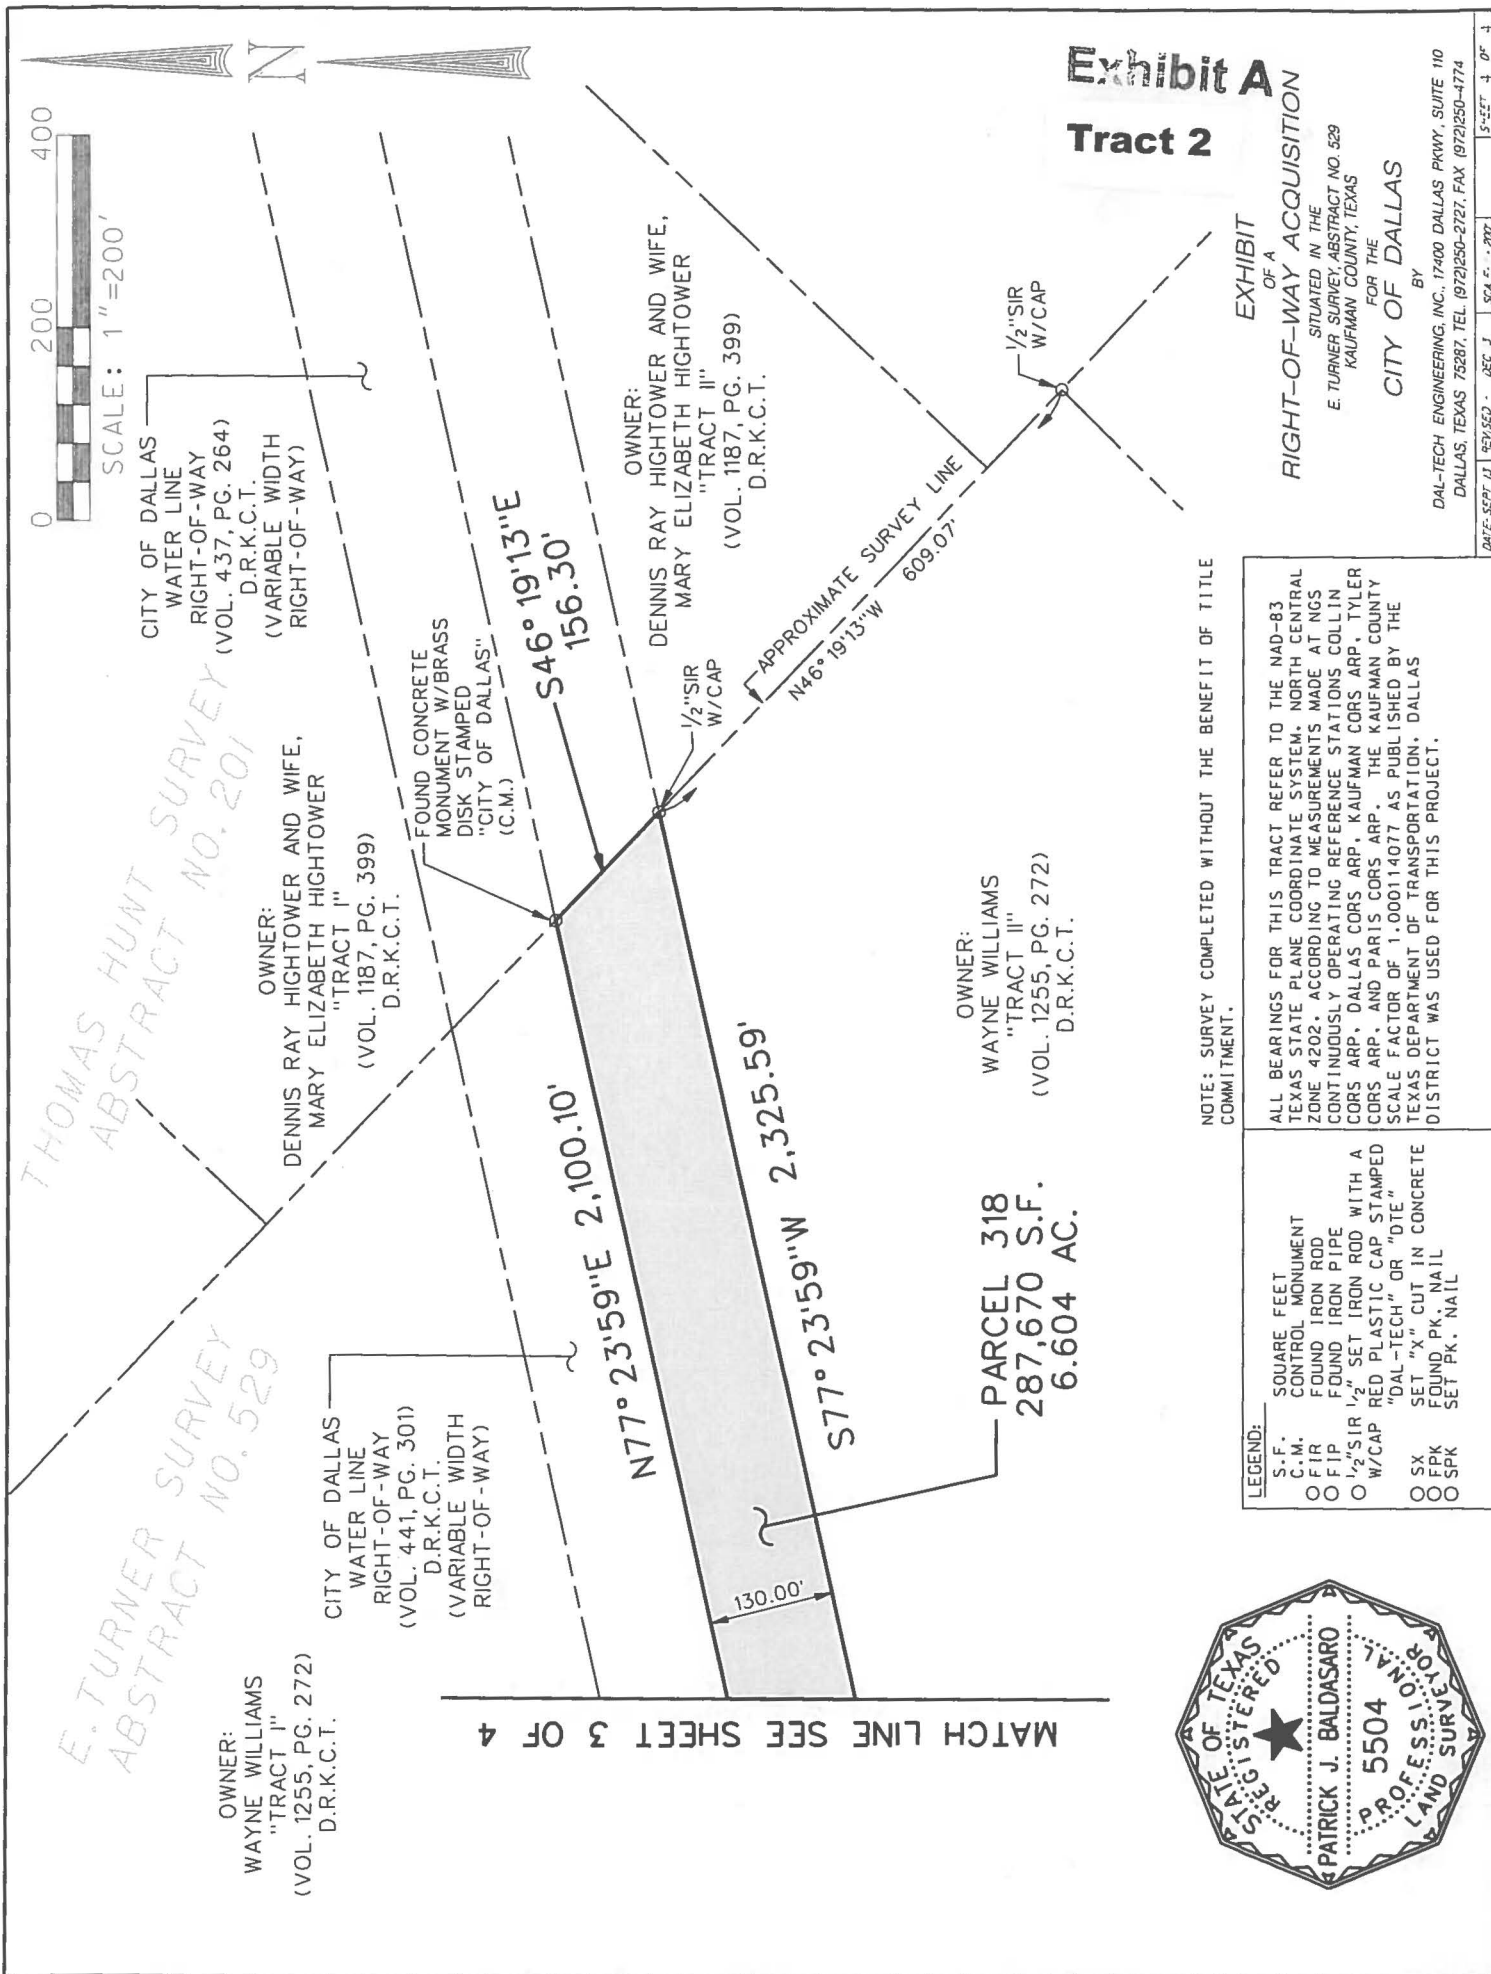 Exhibit A
Tract 2
0 200 400
SCALE: 1"=200'
N
THOMAS HUNT SURVEY
ABSTRACT NO. 201
E. TURNER SURVEY
ABSTRACT NO. 529
OWNER:
WAYNE WILLIAMS
"TRACT I"
(VOL. 1255, PG. 272)
D.R.K.C.T.
CITY OF DALLAS
WATER LINE
RIGHT-OF-WAY
(VOL. 441, PG. 301)
D.R.K.C.T.
(VARIABLE WIDTH
RIGHT-OF-WAY)
OWNER:
DENNIS RAY HIGHTOWER AND WIFE,
MARY ELIZABETH HIGHTOWER
"TRACT I"
(VOL. 1187, PG. 399)
D.R.K.C.T.
CITY OF DALLAS
WATER LINE
RIGHT-OF-WAY
(VOL. 437, PG. 264)
D.R.K.C.T.
(VARIABLE WIDTH
RIGHT-OF-WAY)
FOUND CONCRETE
MONUMENT W/BRASS
DISK STAMPED
"CITY OF DALLAS"
(C.M.)
S46° 19'13"E
156.30'
OWNER:
DENNIS RAY HIGHTOWER AND WIFE,
MARY ELIZABETH HIGHTOWER
"TRACT II"
(VOL. 1187, PG. 399)
D.R.K.C.T.
1/2"SIR
W/CAP
N77° 23'59"E 2,100.10'
S77° 23'59"W 2,325.59'
130.00'
APPROXIMATE SURVEY LINE
N46° 19'13"W 609.07'
1/2"SIR
W/CAP
PARCEL 318
287,670 S.F.
6.604 AC.
OWNER:
WAYNE WILLIAMS
"TRACT II"
(VOL. 1255, PG. 272)
D.R.K.C.T.
MATCH LINE SEE SHEET 3 OF 4
NOTE: SURVEY COMPLETED WITHOUT THE BENEFIT OF TITLE
COMMITMENT.
STATE OF TEXAS
REGISTERED
PATRICK J. BALDASARO
5504
PROFESSIONAL
LAND SURVEYOR
LEGEND:
S.F. SQUARE FEET
C.M. CONTROL MONUMENT
O FIR FOUND IRON ROD
O FIP FOUND IRON PIPE
O 1/2"SIR 1/2" SET IRON ROD WITH A
W/CAP RED PLASTIC CAP STAMPED
"DAL-TECH" OR "DTE"
O SX SET "X" CUT IN CONCRETE
O FPK FOUND PK. NAIL
O SPK SET PK. NAIL
ALL BEARINGS FOR THIS TRACT REFER TO THE NAD-83
TEXAS STATE PLANE COORDINATE SYSTEM, NORTH CENTRAL
ZONE 4202, ACCORDING TO MEASUREMENTS MADE AT NGS
CONTINUOUSLY OPERATING REFERENCE STATIONS COLLIN
CORS ARP, DALLAS CORS ARP, KAUFMAN CORS ARP, TYLER
CORS ARP, AND PARIS CORS ARP. THE KAUFMAN COUNTY
SCALE FACTOR OF 1.000114077 AS PUBLISHED BY THE
TEXAS DEPARTMENT OF TRANSPORTATION, DALLAS
DISTRICT WAS USED FOR THIS PROJECT.
EXHIBIT
OF A
RIGHT-OF-WAY ACQUISITION
SITUATED IN THE
E. TURNER SURVEY, ABSTRACT NO. 529
KAUFMAN COUNTY, TEXAS
FOR THE
CITY OF DALLAS
BY
DAL-TECH ENGINEERING, INC., 17400 DALLAS PKWY, SUITE 110
DALLAS, TEXAS 75287, TEL. (972)250-2727, FAX (972)250-4774
SHEET 4 OF 4